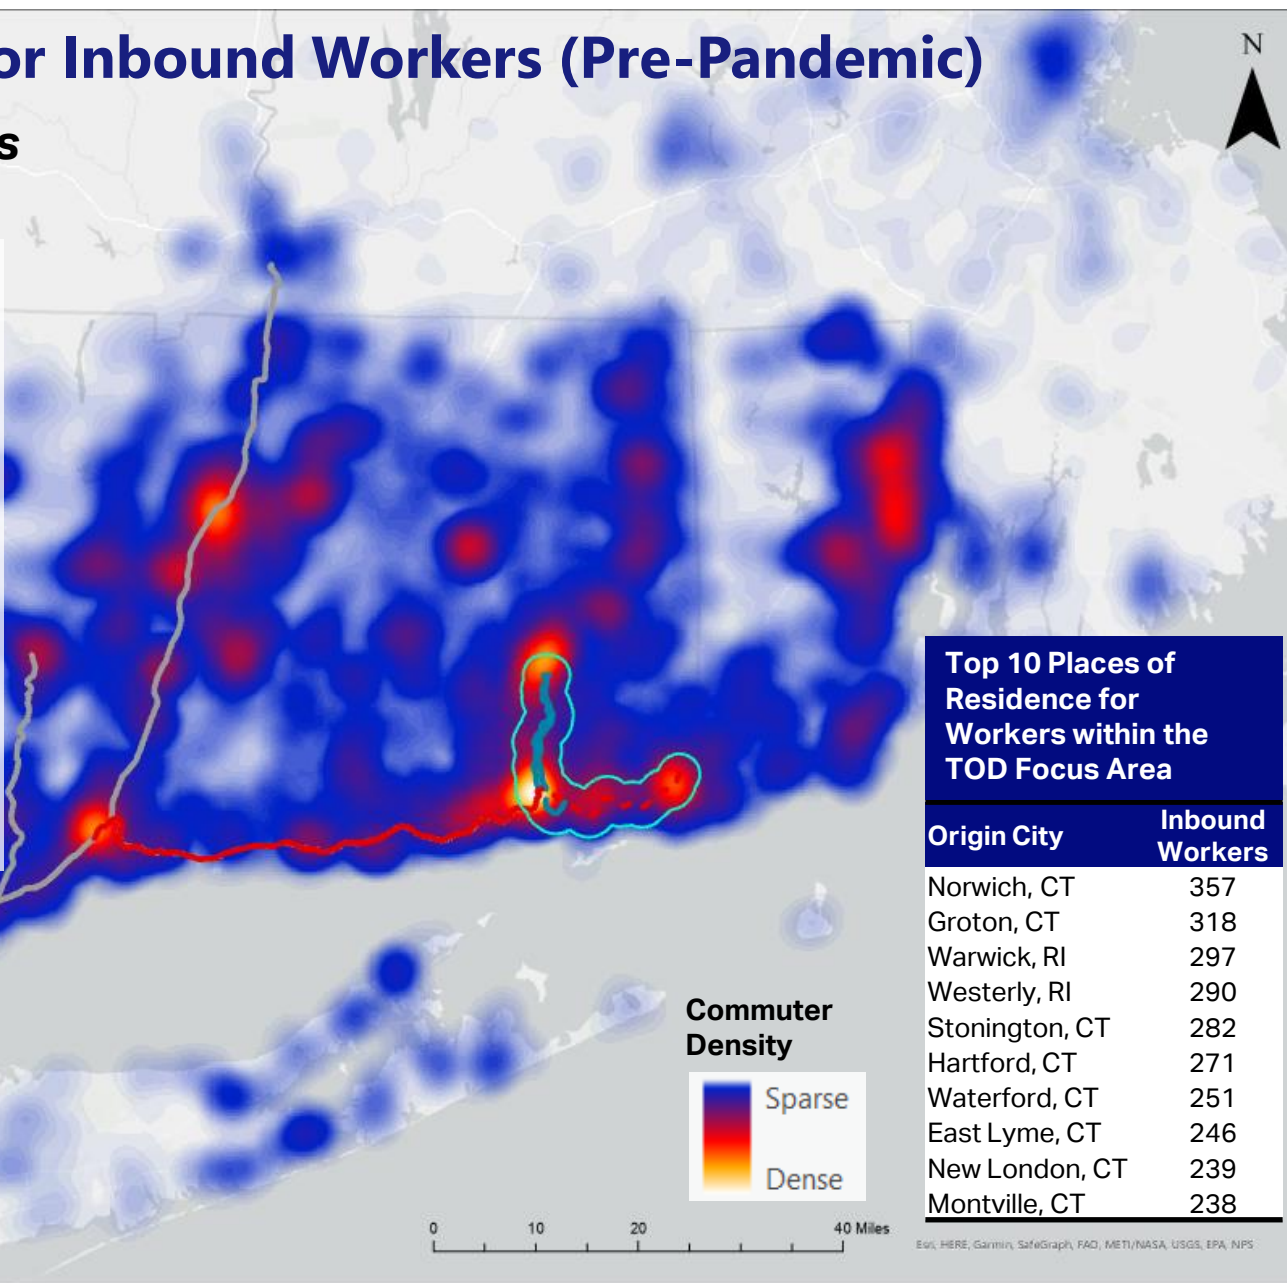 or Inbound Workers (Pre-Pandemic)
s
N
Top 10 Places of
Residence for
Workers within the
TOD Focus Area
Origin City Inbound Workers
Norwich, CT 357
Groton, CT 318
Warwick, RI 297
Westerly, RI 290
Stonington, CT 282
Hartford, CT 271
Waterford, CT 251
East Lyme, CT 246
New London, CT 239
Montville, CT 238
Commuter
Density
Sparse
Dense
0 10 20 40 Miles
Esri, HERE, Garmin, SafeGraph, FAO, METI/NASA, USGS, EPA, NPS